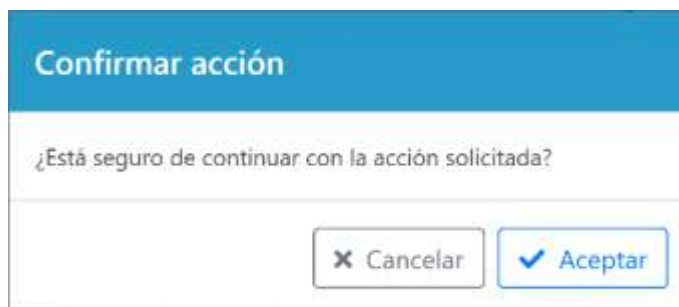 Confirmar acción
¿Está seguro de continuar con la acción solicitada?
Cancelar
Aceptar